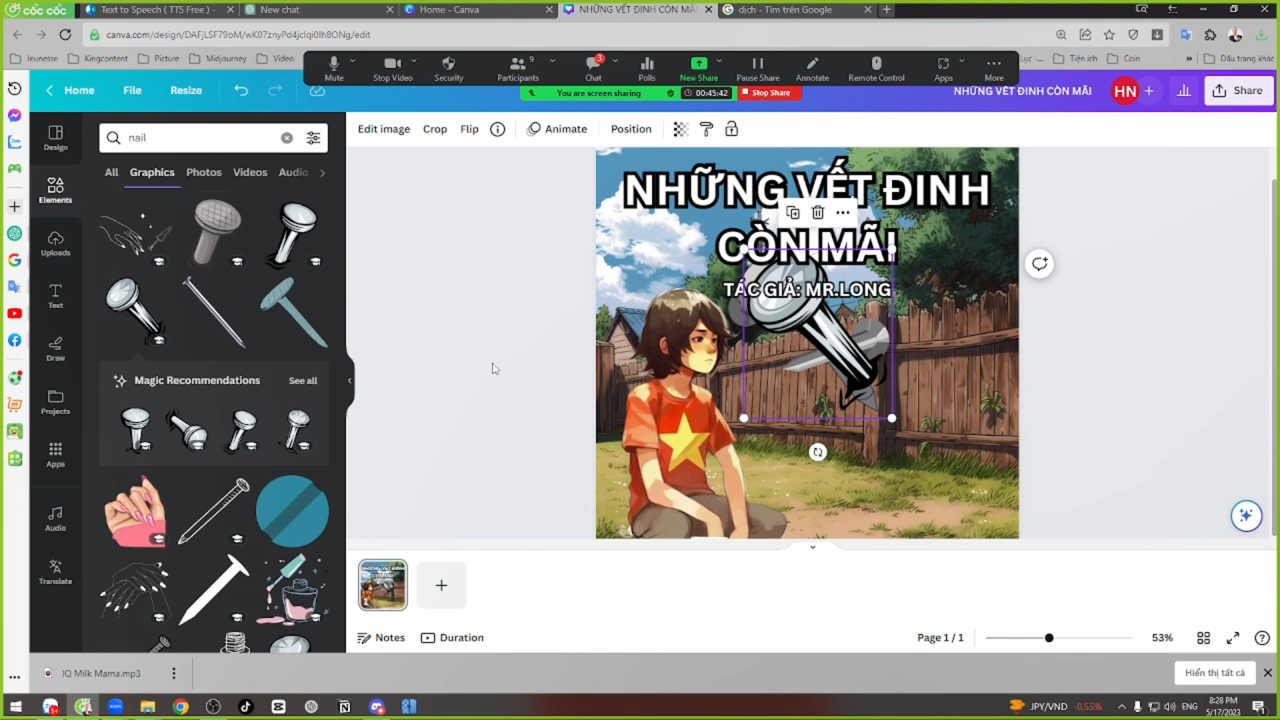 cốc cốc
Text to Speech ( TTS Free ) -
New chat
Home - Canva
NHỮNG VẾT ĐINH CÒN MÃI
dịch - Tìm trên Google
canva.com/design/DAFjLSF79oM/wK07znyPd4jclqi0Ih8ONg/edit
Jeunesse
Kingcontent
Picture
Midjourney
Video
Tiện ích
Coin
Dấu trang khác
Mute
Stop Video
Security
Participants
9
Chat
3
Polls
New Share
Pause Share
Annotate
Remote Control
Apps
More
You are screen sharing
00:45:42
Stop Share
Home
File
Resize
NHỮNG VẾT ĐINH CÒN MÃI
HN
Share
Design
Elements
Uploads
Text
Draw
Projects
Apps
Audio
Translate
nail
All
Graphics
Photos
Videos
Audio
Magic Recommendations
See all
Edit image
Crop
Flip
Animate
Position
NHỮNG VẾT ĐINH
CÒN MÃI
TÁC GIẢ: MR.LONG
Notes
Duration
Page 1 / 1
53%
IQ Milk Mama.mp3
Hiển thị tất cả
JPY/VND -0,55%
ENG
8:28 PM
5/17/2023